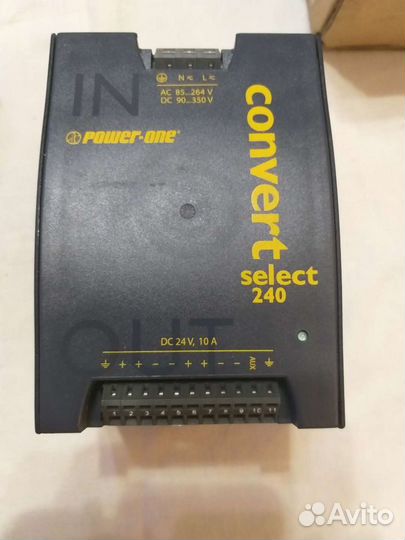 IN
N≂ L≂
AC 85...264 V
DC 90...350 V
POWER-ONE®
convert
select
240
OUT
DC 24 V, 10 A
+ + − − + + − − AUX
1 2 3 4 5 6 7 8 9 10 11
Avito